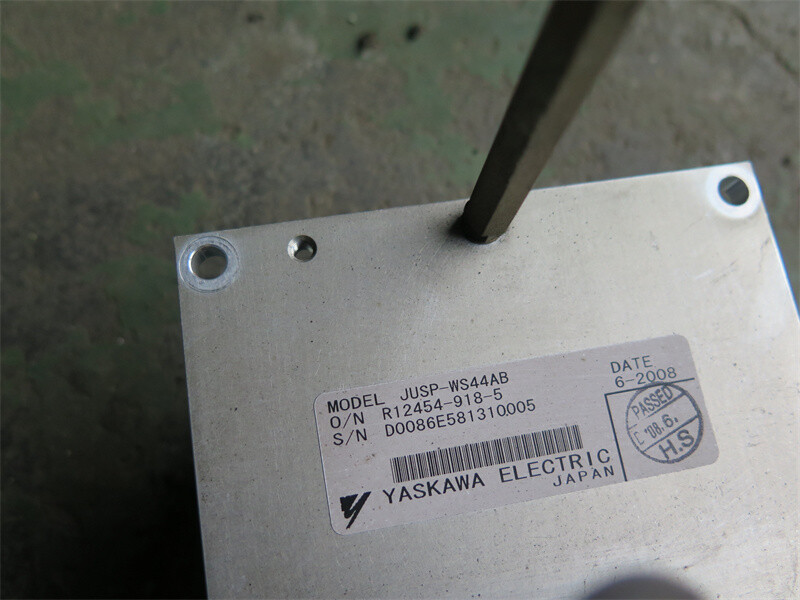 MODEL JUSP-WS44AB
O/N R12454-918-5
S/N D0086E581310005
DATE
6-2008
PASSED
C '08.6.
H.S
YASKAWA ELECTRIC
JAPAN